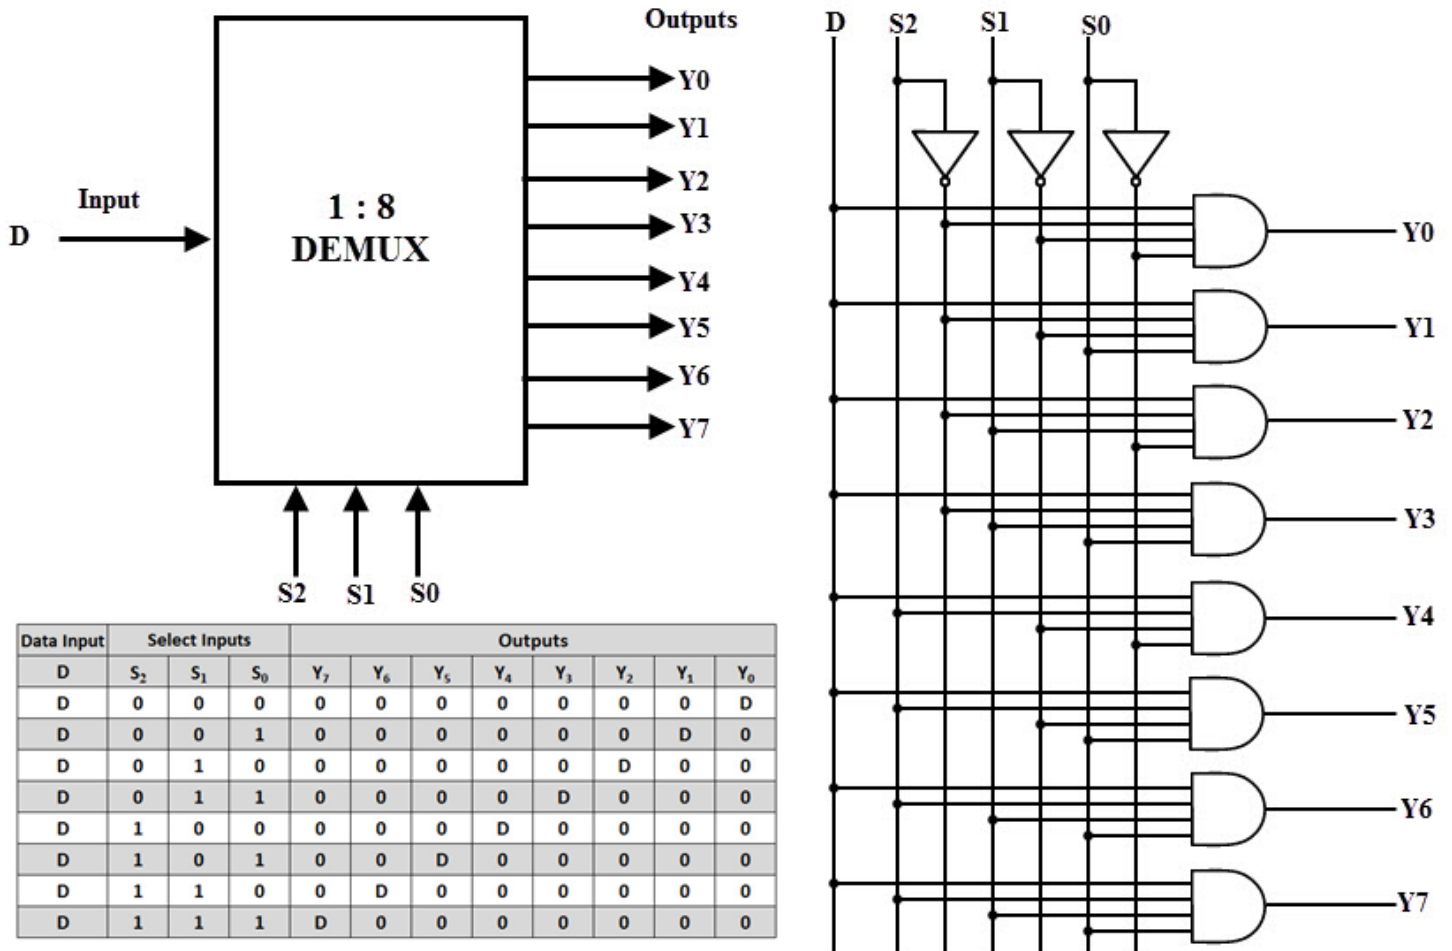 Outputs
Y0
Y1
Y2
Y3
Y4
Y5
Y6
Y7
Input
D
1 : 8
DEMUX
S2 S1 S0
Data Input Select Inputs Outputs
D S2 S1 S0 Y7 Y6 Y5 Y4 Y3 Y2 Y1 Y0
D 0 0 0 0 0 0 0 0 0 0 D
D 0 0 1 0 0 0 0 0 0 D 0
D 0 1 0 0 0 0 0 0 D 0 0
D 0 1 1 0 0 0 0 D 0 0 0
D 1 0 0 0 0 0 D 0 0 0 0
D 1 0 1 0 0 D 0 0 0 0 0
D 1 1 0 0 D 0 0 0 0 0 0
D 1 1 1 D 0 0 0 0 0 0 0
D S2 S1 S0
Y0
Y1
Y2
Y3
Y4
Y5
Y6
Y7